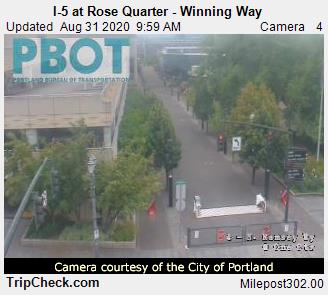 I-5 at Rose Quarter - Winning Way
Updated Aug 31 2020 9:59 AM Camera 4
PBOT
PORTLAND BUREAU OF TRANSPORTATION
Camera courtesy of the City of Portland
TripCheck.com Milepost302.00